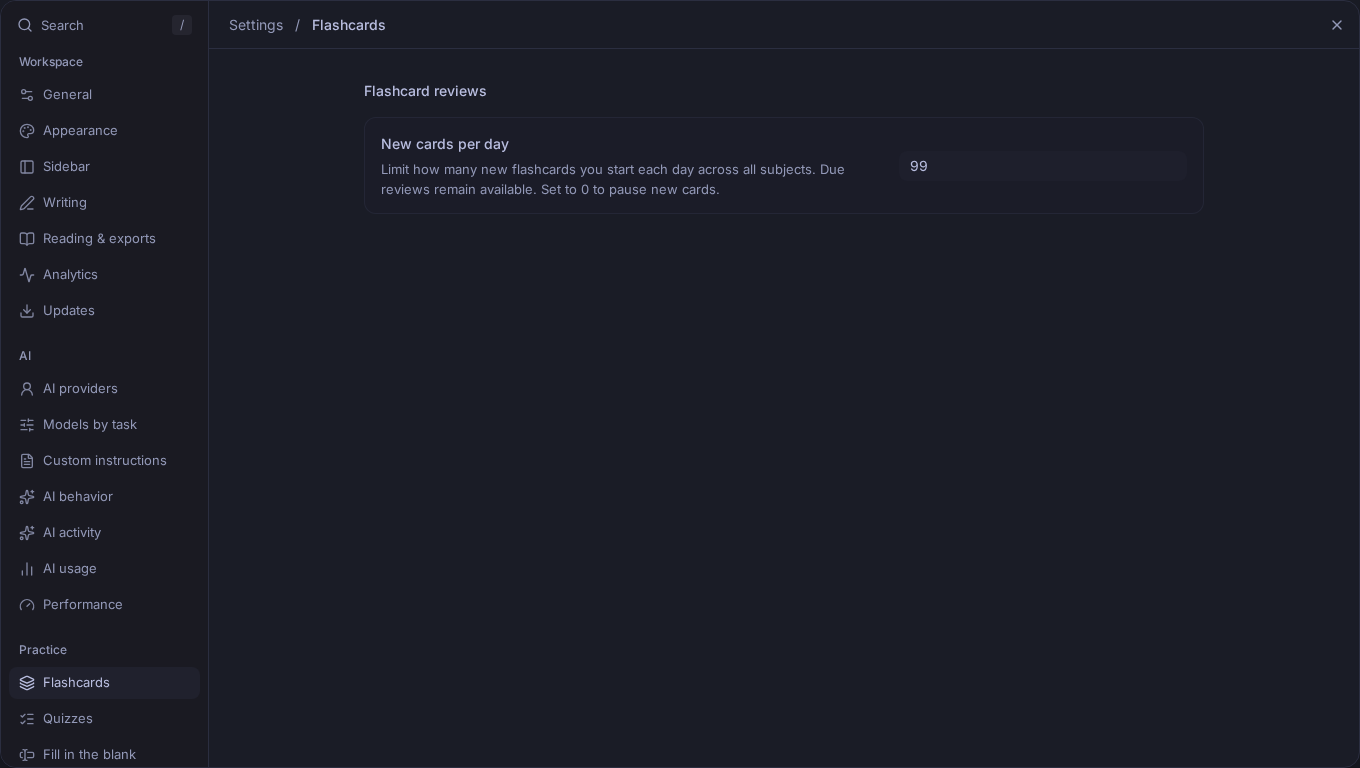 Search
/
Workspace
General
Appearance
Sidebar
Writing
Reading & exports
Analytics
Updates
AI
AI providers
Models by task
Custom instructions
AI behavior
AI activity
AI usage
Performance
Practice
Flashcards
Quizzes
Fill in the blank
Settings / Flashcards
Flashcard reviews
New cards per day
Limit how many new flashcards you start each day across all subjects. Due
reviews remain available. Set to 0 to pause new cards.
99